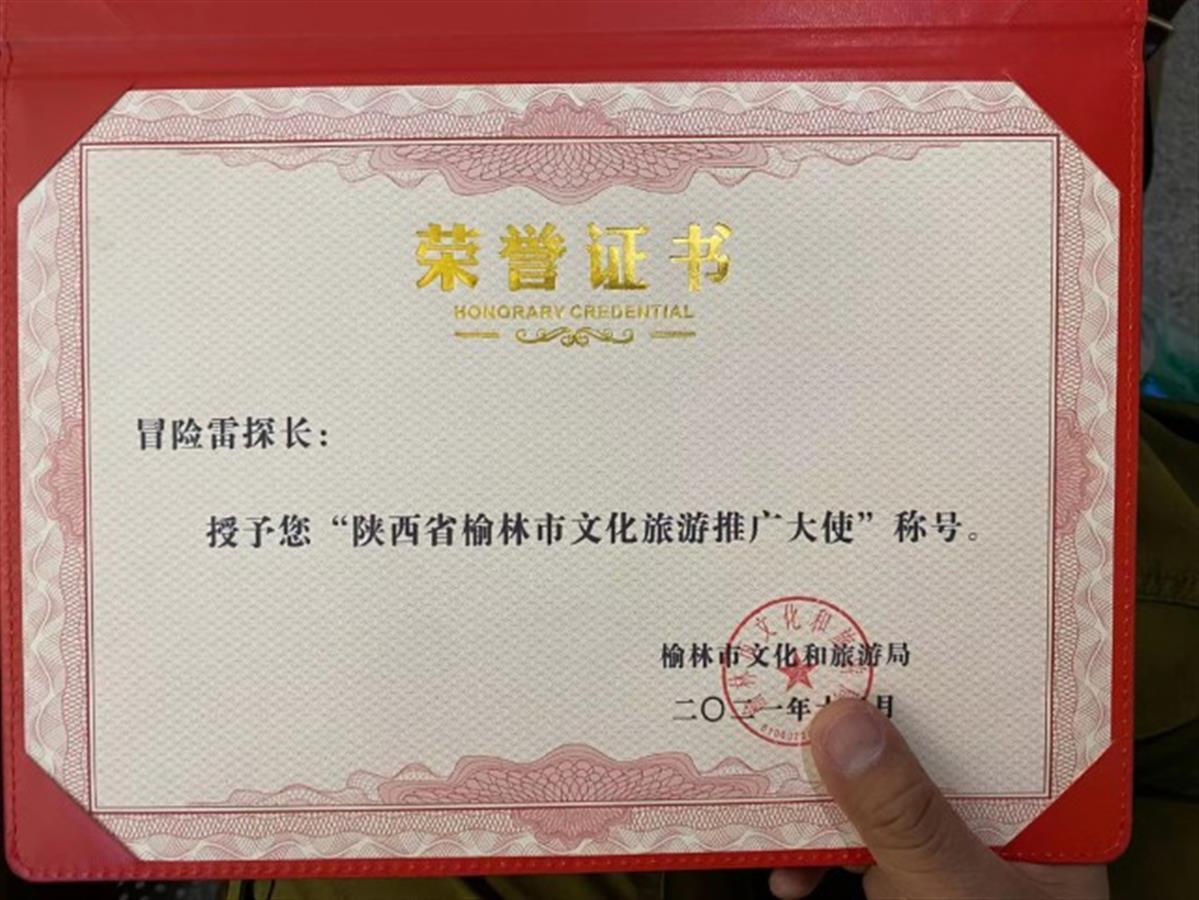 荣誉证书
HONORARY CREDENTIAL
冒险雷探长：
授予您“陕西省榆林市文化旅游推广大使”称号。
榆林市文化和旅游局
二〇二一年十 月